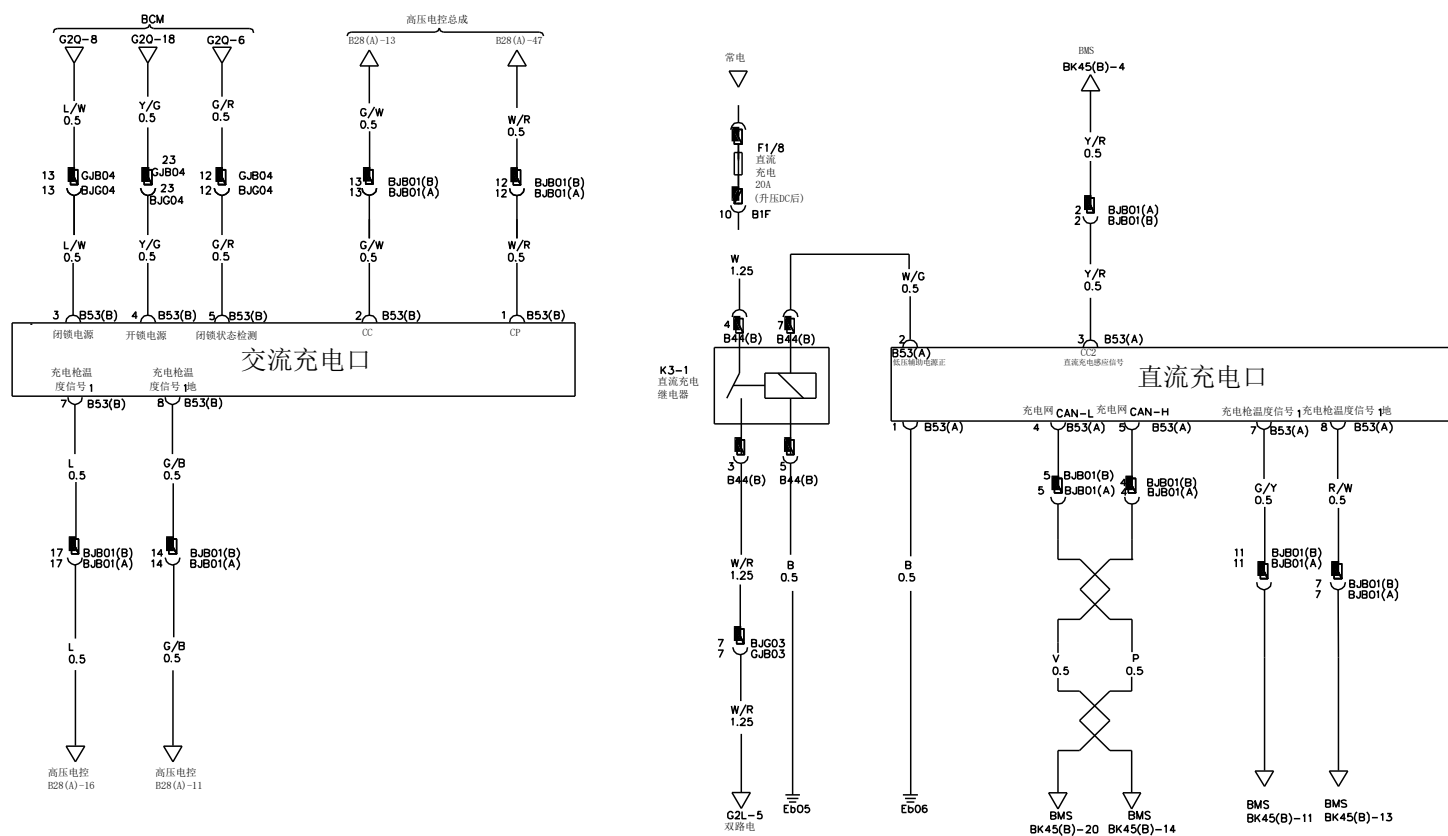 BCM
G2Q-8 G2Q-18 G2Q-6
高压电控总成
B28(A)-13 B28(A)-47
L/W
0.5
Y/G
0.5
G/R
0.5
G/W
0.5
W/R
0.5
13 GJB04
13 BJG04
23
GJB04
23
BJG04
12 GJB04
12 BJG04
13 BJB01(B)
13 BJB01(A)
12 BJB01(B)
12 BJB01(A)
L/W
0.5
Y/G
0.5
G/R
0.5
G/W
0.5
W/R
0.5
3 B53(B) 4 B53(B) 5 B53(B) 2 B53(B) 1 B53(B)
闭锁电源 开锁电源 闭锁状态检测 CC CP
交流充电口
充电枪温
度信号 1
充电枪温
度信号 1地
7 B53(B) 8 B53(B)
L
0.5
G/B
0.5
17 BJB01(B)
17 BJB01(A)
14 BJB01(B)
14 BJB01(A)
L
0.5
G/B
0.5
高压电控
B28(A)-16
高压电控
B28(A)-11
常电
F1/8
直流
充电
20A
(升压DC后)
10 B1F
W
1.25
4
B44(B)
7
B44(B)
K3-1
直流充电
继电器
3
B44(B)
5
B44(B)
W/R
1.25
B
0.5
7 BJG03
7 GJB03
W/R
1.25
G2L-5
双路电
Eb05
BMS
BK45(B)-4
Y/R
0.5
2 BJB01(A)
2 BJB01(B)
Y/R
0.5
W/G
0.5
2
B53(A)
低压辅助电源正
3 B53(A)
CC2
直流充电感应信号
直流充电口
充电网 CAN-L 充电网 CAN-H 充电枪温度信号 1 充电枪温度信号 1地
1 B53(A) 4 B53(A) 5 B53(A) 7 B53(A) 8 B53(A)
5 BJB01(B)
5 BJB01(A)
4 BJB01(B)
4 BJB01(A)
G/Y
0.5
R/W
0.5
11 BJB01(B)
11 BJB01(A)
7 BJB01(B)
7 BJB01(A)
B
0.5
V
0.5
P
0.5
Eb06
BMS
BK45(B)-20
BMS
BK45(B)-14
BMS
BK45(B)-11
BMS
BK45(B)-13